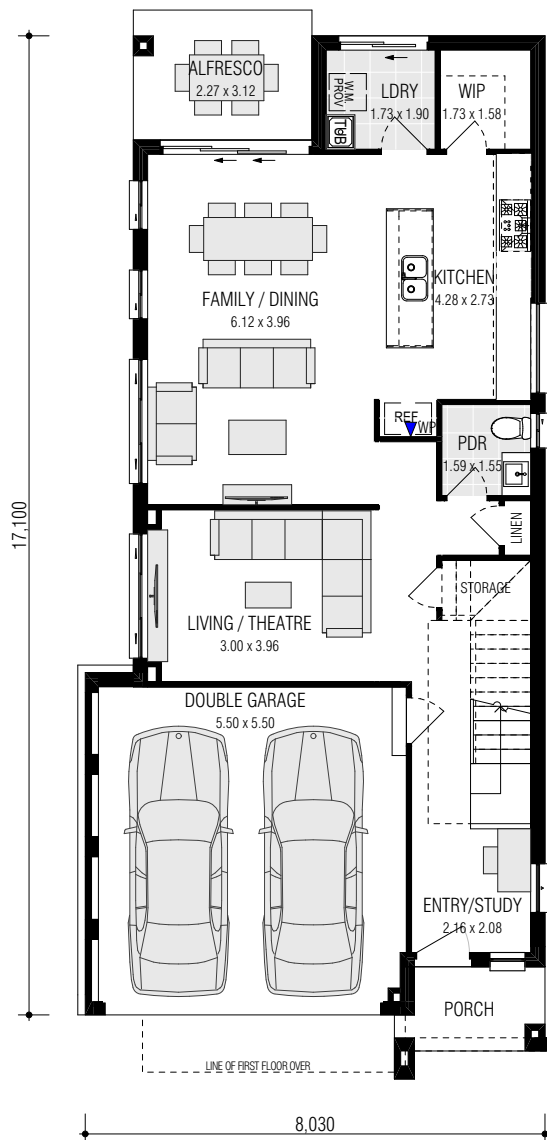 ALFRESCO
2.27 x 3.12
W.M.
PROV
LDRY
1.73 x 1.90
WIP
1.73 x 1.58
TUB
FAMILY / DINING
6.12 x 3.96
KITCHEN
4.28 x 2.73
REF
WP
PDR
1.59 x 1.55
LINEN
17,100
STORAGE
LIVING / THEATRE
3.00 x 3.96
DOUBLE GARAGE
5.50 x 5.50
ENTRY/STUDY
2.16 x 2.08
PORCH
LINE OF FIRST FLOOR OVER
8,030